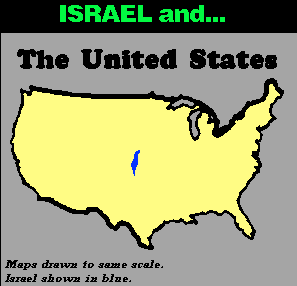 ISRAEL and...
The United States
Maps drawn to same scale.
Israel shown in blue.